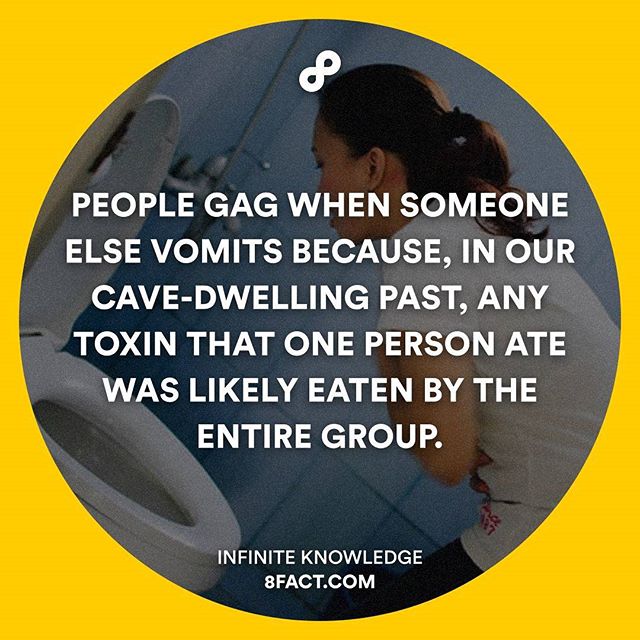 PEOPLE GAG WHEN SOMEONE
ELSE VOMITS BECAUSE, IN OUR
CAVE-DWELLING PAST, ANY
TOXIN THAT ONE PERSON ATE
WAS LIKELY EATEN BY THE
ENTIRE GROUP.
INFINITE KNOWLEDGE
8FACT.COM